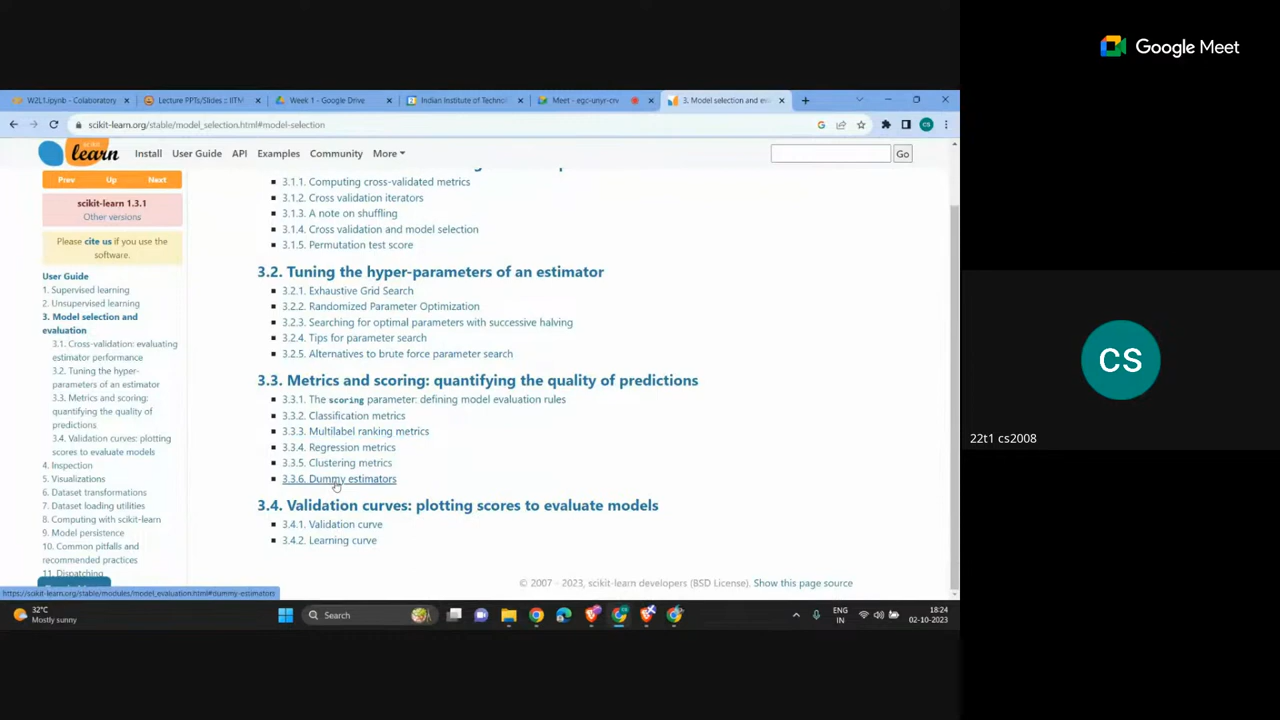 Google Meet
W2L1.ipynb - Colaboratory
Lecture PPTs/Slides :: IITM
Week 1 - Google Drive
Indian Institute of Technol
Meet - egc-unyr-cnv
3. Model selection and eva
scikit-learn.org/stable/model_selection.html#model-selection
learn
Install
User Guide
API
Examples
Community
More
Go
Prev
Up
Next
scikit-learn 1.3.1
Other versions
Please cite us if you use the
software.
User Guide
1. Supervised learning
2. Unsupervised learning
3. Model selection and
evaluation
3.1. Cross-validation: evaluating
estimator performance
3.2. Tuning the hyper-
parameters of an estimator
3.3. Metrics and scoring:
quantifying the quality of
predictions
3.4. Validation curves: plotting
scores to evaluate models
4. Inspection
5. Visualizations
6. Dataset transformations
7. Dataset loading utilities
8. Computing with scikit-learn
9. Model persistence
10. Common pitfalls and
recommended practices
11. Dispatching
3.1.1. Computing cross-validated metrics
3.1.2. Cross validation iterators
3.1.3. A note on shuffling
3.1.4. Cross validation and model selection
3.1.5. Permutation test score
3.2. Tuning the hyper-parameters of an estimator
3.2.1. Exhaustive Grid Search
3.2.2. Randomized Parameter Optimization
3.2.3. Searching for optimal parameters with successive halving
3.2.4. Tips for parameter search
3.2.5. Alternatives to brute force parameter search
3.3. Metrics and scoring: quantifying the quality of predictions
3.3.1. The scoring parameter: defining model evaluation rules
3.3.2. Classification metrics
3.3.3. Multilabel ranking metrics
3.3.4. Regression metrics
3.3.5. Clustering metrics
3.3.6. Dummy estimators
3.4. Validation curves: plotting scores to evaluate models
3.4.1. Validation curve
3.4.2. Learning curve
© 2007 - 2023, scikit-learn developers (BSD License). Show this page source
https://scikit-learn.org/stable/modules/model_evaluation.html#dummy-estimators
32°C
Mostly sunny
Search
ENG
IN
18:24
02-10-2023
CS
22t1 cs2008